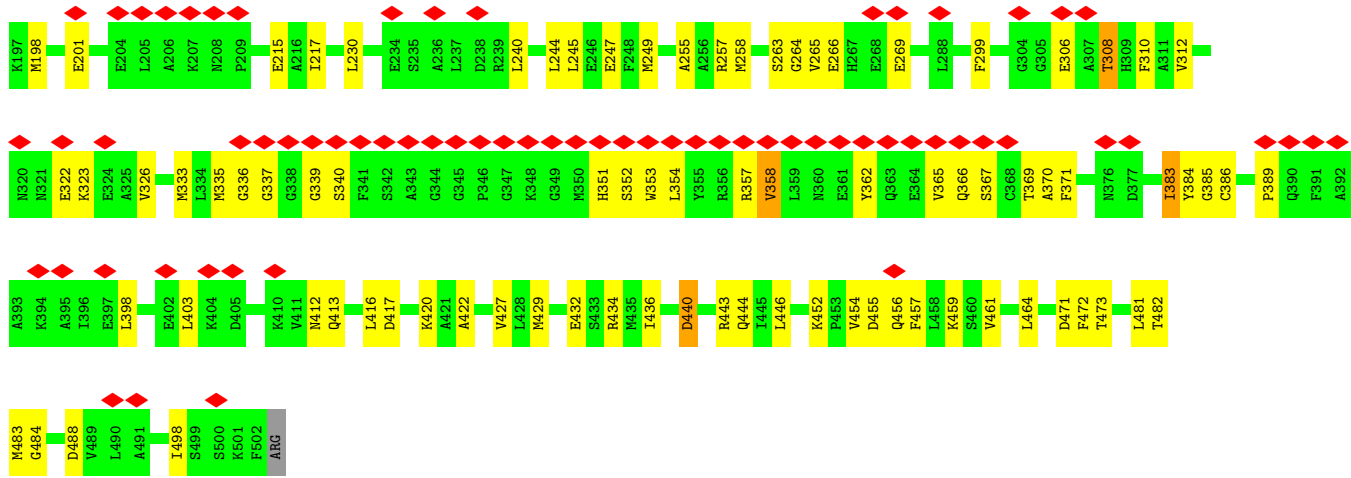 K197 M198 E201 E204 L205 A206 K207 N208 P209 E215 A216 I217 L230 E234 S235 A236 L237 D238 R239 L240 L244 L245 E246 E247 F248 M249 A255 A256 R257 M258 S263 G264 V265 E266 H267 E268 E269 L288 F299 G304 G305 E306 A307 T308 H309 F310 A311 V312
N320 N321 E322 K323 E324 A325 V326 M333 L334 M335 G336 G337 G338 G339 S340 F341 S342 A343 G344 G345 P346 G347 K348 G349 M350 H351 S352 W353 L354 Y355 R356 R357 V358 L359 N360 E361 Y362 Q363 E364 V365 Q366 S367 C368 T369 A370 F371 N376 D377 I383 Y384 G385 C386 P389 Q390 F391 A392
A393 K394 A395 I396 E397 L398 E402 L403 K404 D405 K410 V411 N412 Q413 L416 D417 K420 A421 A422 V427 L428 M429 E432 S433 R434 M435 I436 D440 R443 Q444 I445 L446 K452 P453 V454 D455 Q456 F457 L458 K459 S460 V461 L464 D471 F472 T473 L481 T482
M483 G484 D488 V489 L490 A491 I498 S499 S500 K501 F502 ARG